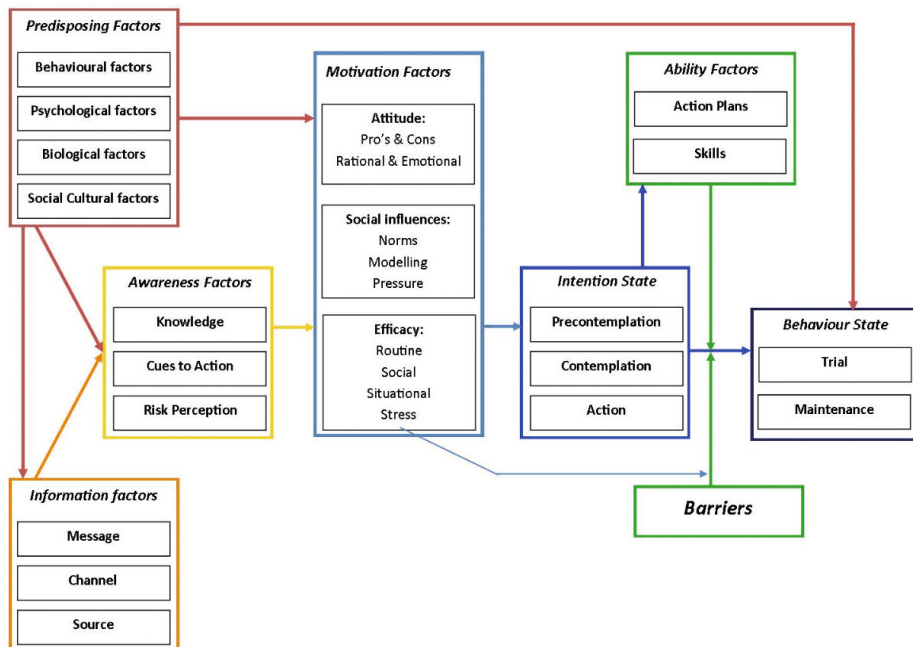 Predisposing Factors
Behavioural factors
Psychological factors
Biological factors
Social Cultural factors
Awareness Factors
Knowledge
Cues to Action
Risk Perception
Information factors
Message
Channel
Source
Motivation Factors
Attitude:
Pro's & Cons
Rational & Emotional
Social influences:
Norms
Modelling
Pressure
Efficacy:
Routine
Social
Situational
Stress
Intention State
Precontemplation
Contemplation
Action
Ability Factors
Action Plans
Skills
Barriers
Behaviour State
Trial
Maintenance